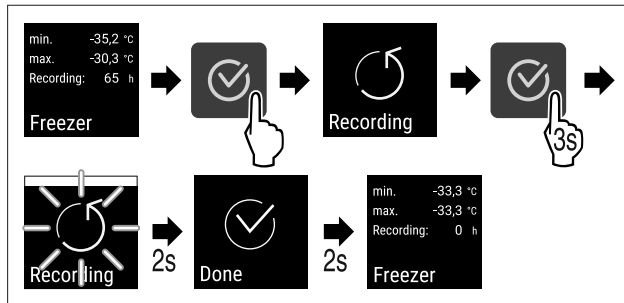 min. -35,2 °C
max. -30,3 °C
Recording: 65 h
Freezer
Recording
3s
Recording
2s
Done
2s
min. -33,3 °C
max. -33,3 °C
Recording: 0 h
Freezer